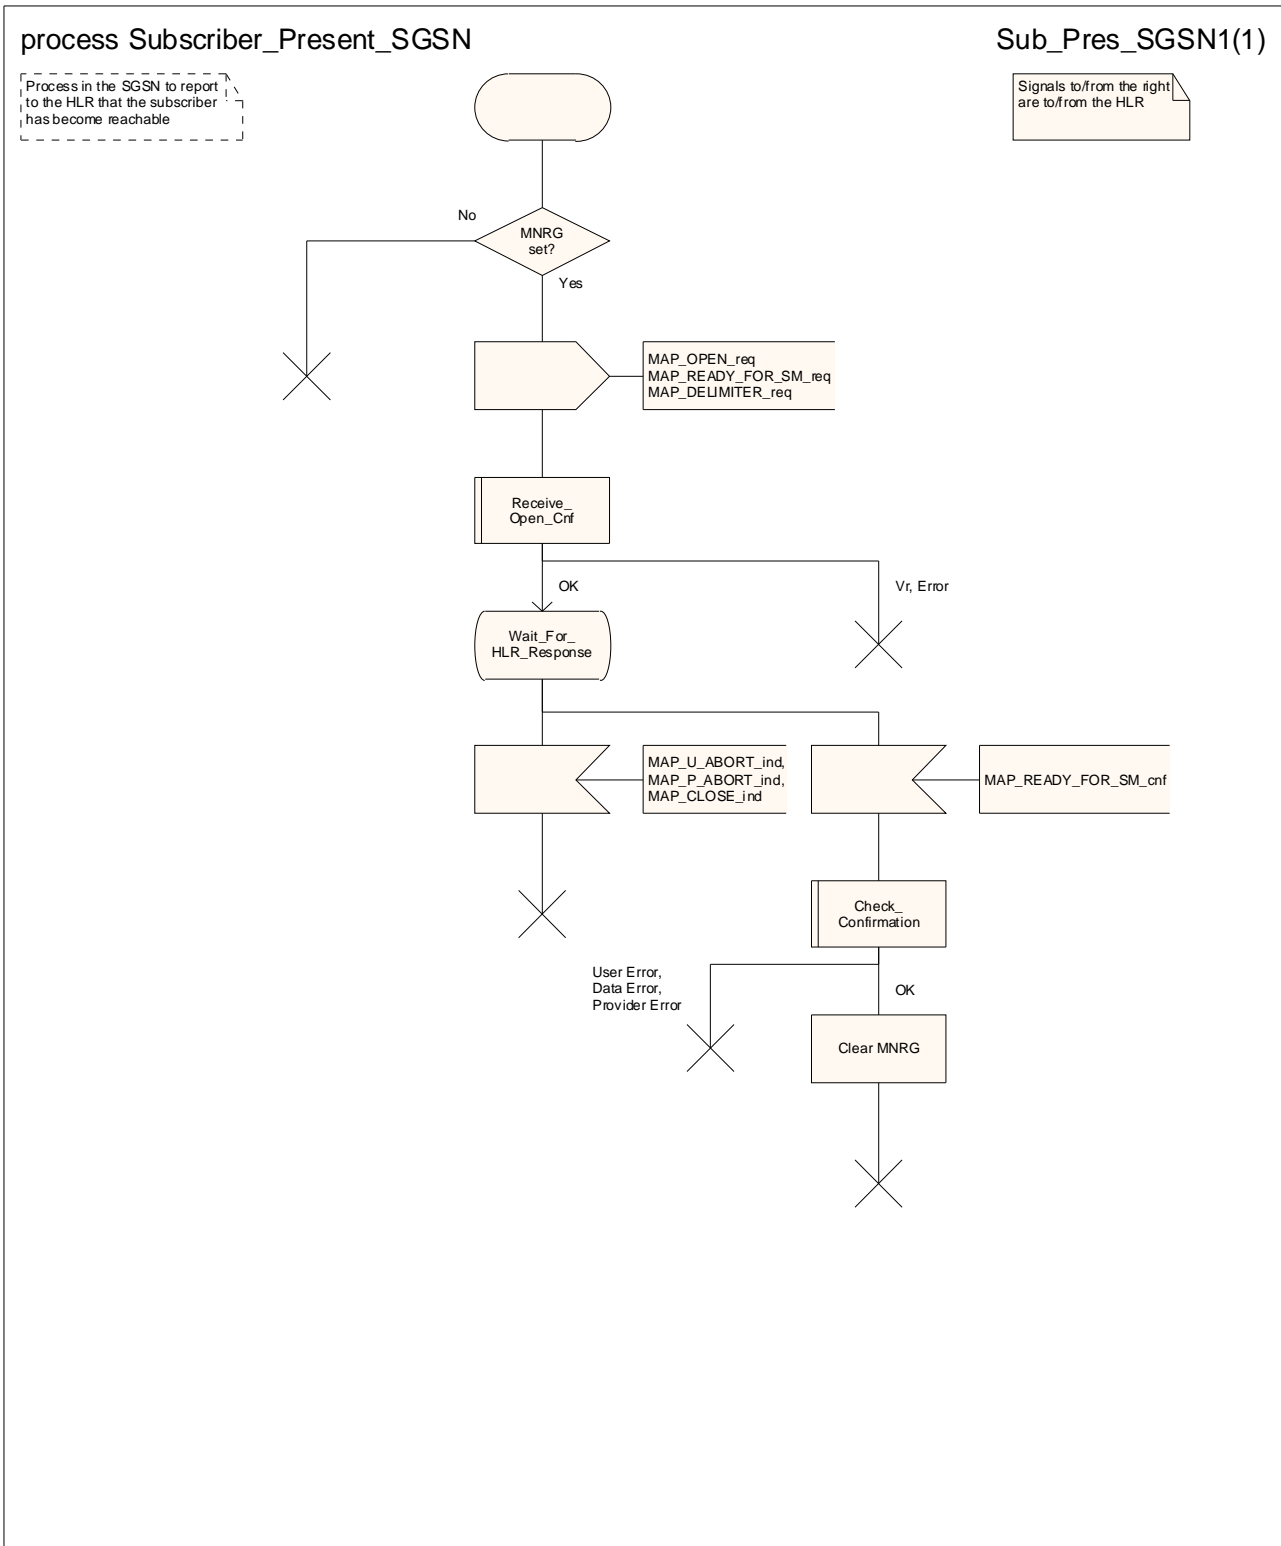 process Subscriber_Present_SGSN
Sub_Pres_SGSN1(1)
Process in the SGSN to report
to the HLR that the subscriber
has become reachable
Signals to/from the right
are to/from the HLR
No
MNRG
set?
Yes
MAP_OPEN_req
MAP_READY_FOR_SM_req
MAP_DELIMITER_req
Receive_
Open_Cnf
OK
Vr, Error
Wait_For_
HLR_Response
MAP_U_ABORT_ind,
MAP_P_ABORT_ind,
MAP_CLOSE_ind
MAP_READY_FOR_SM_cnf
Check_
Confirmation
User Error,
Data Error,
Provider Error
OK
Clear MNRG